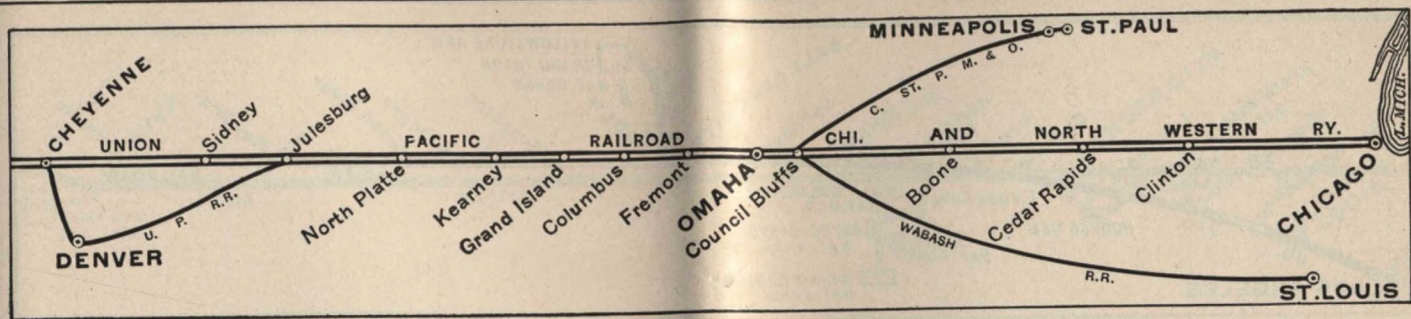 MINNEAPOLIS ST. PAUL
C. ST. P. M. & O.
CHEYENNE
UNION PACIFIC RAILROAD
CHI. AND NORTH WESTERN RY.
L. MICH.
Sidney
Julesburg
North Platte
Kearney
Grand Island
Columbus
Fremont
OMAHA
Council Bluffs
Boone
Cedar Rapids
Clinton
CHICAGO
U. P. R.R.
DENVER
WABASH R.R.
ST. LOUIS